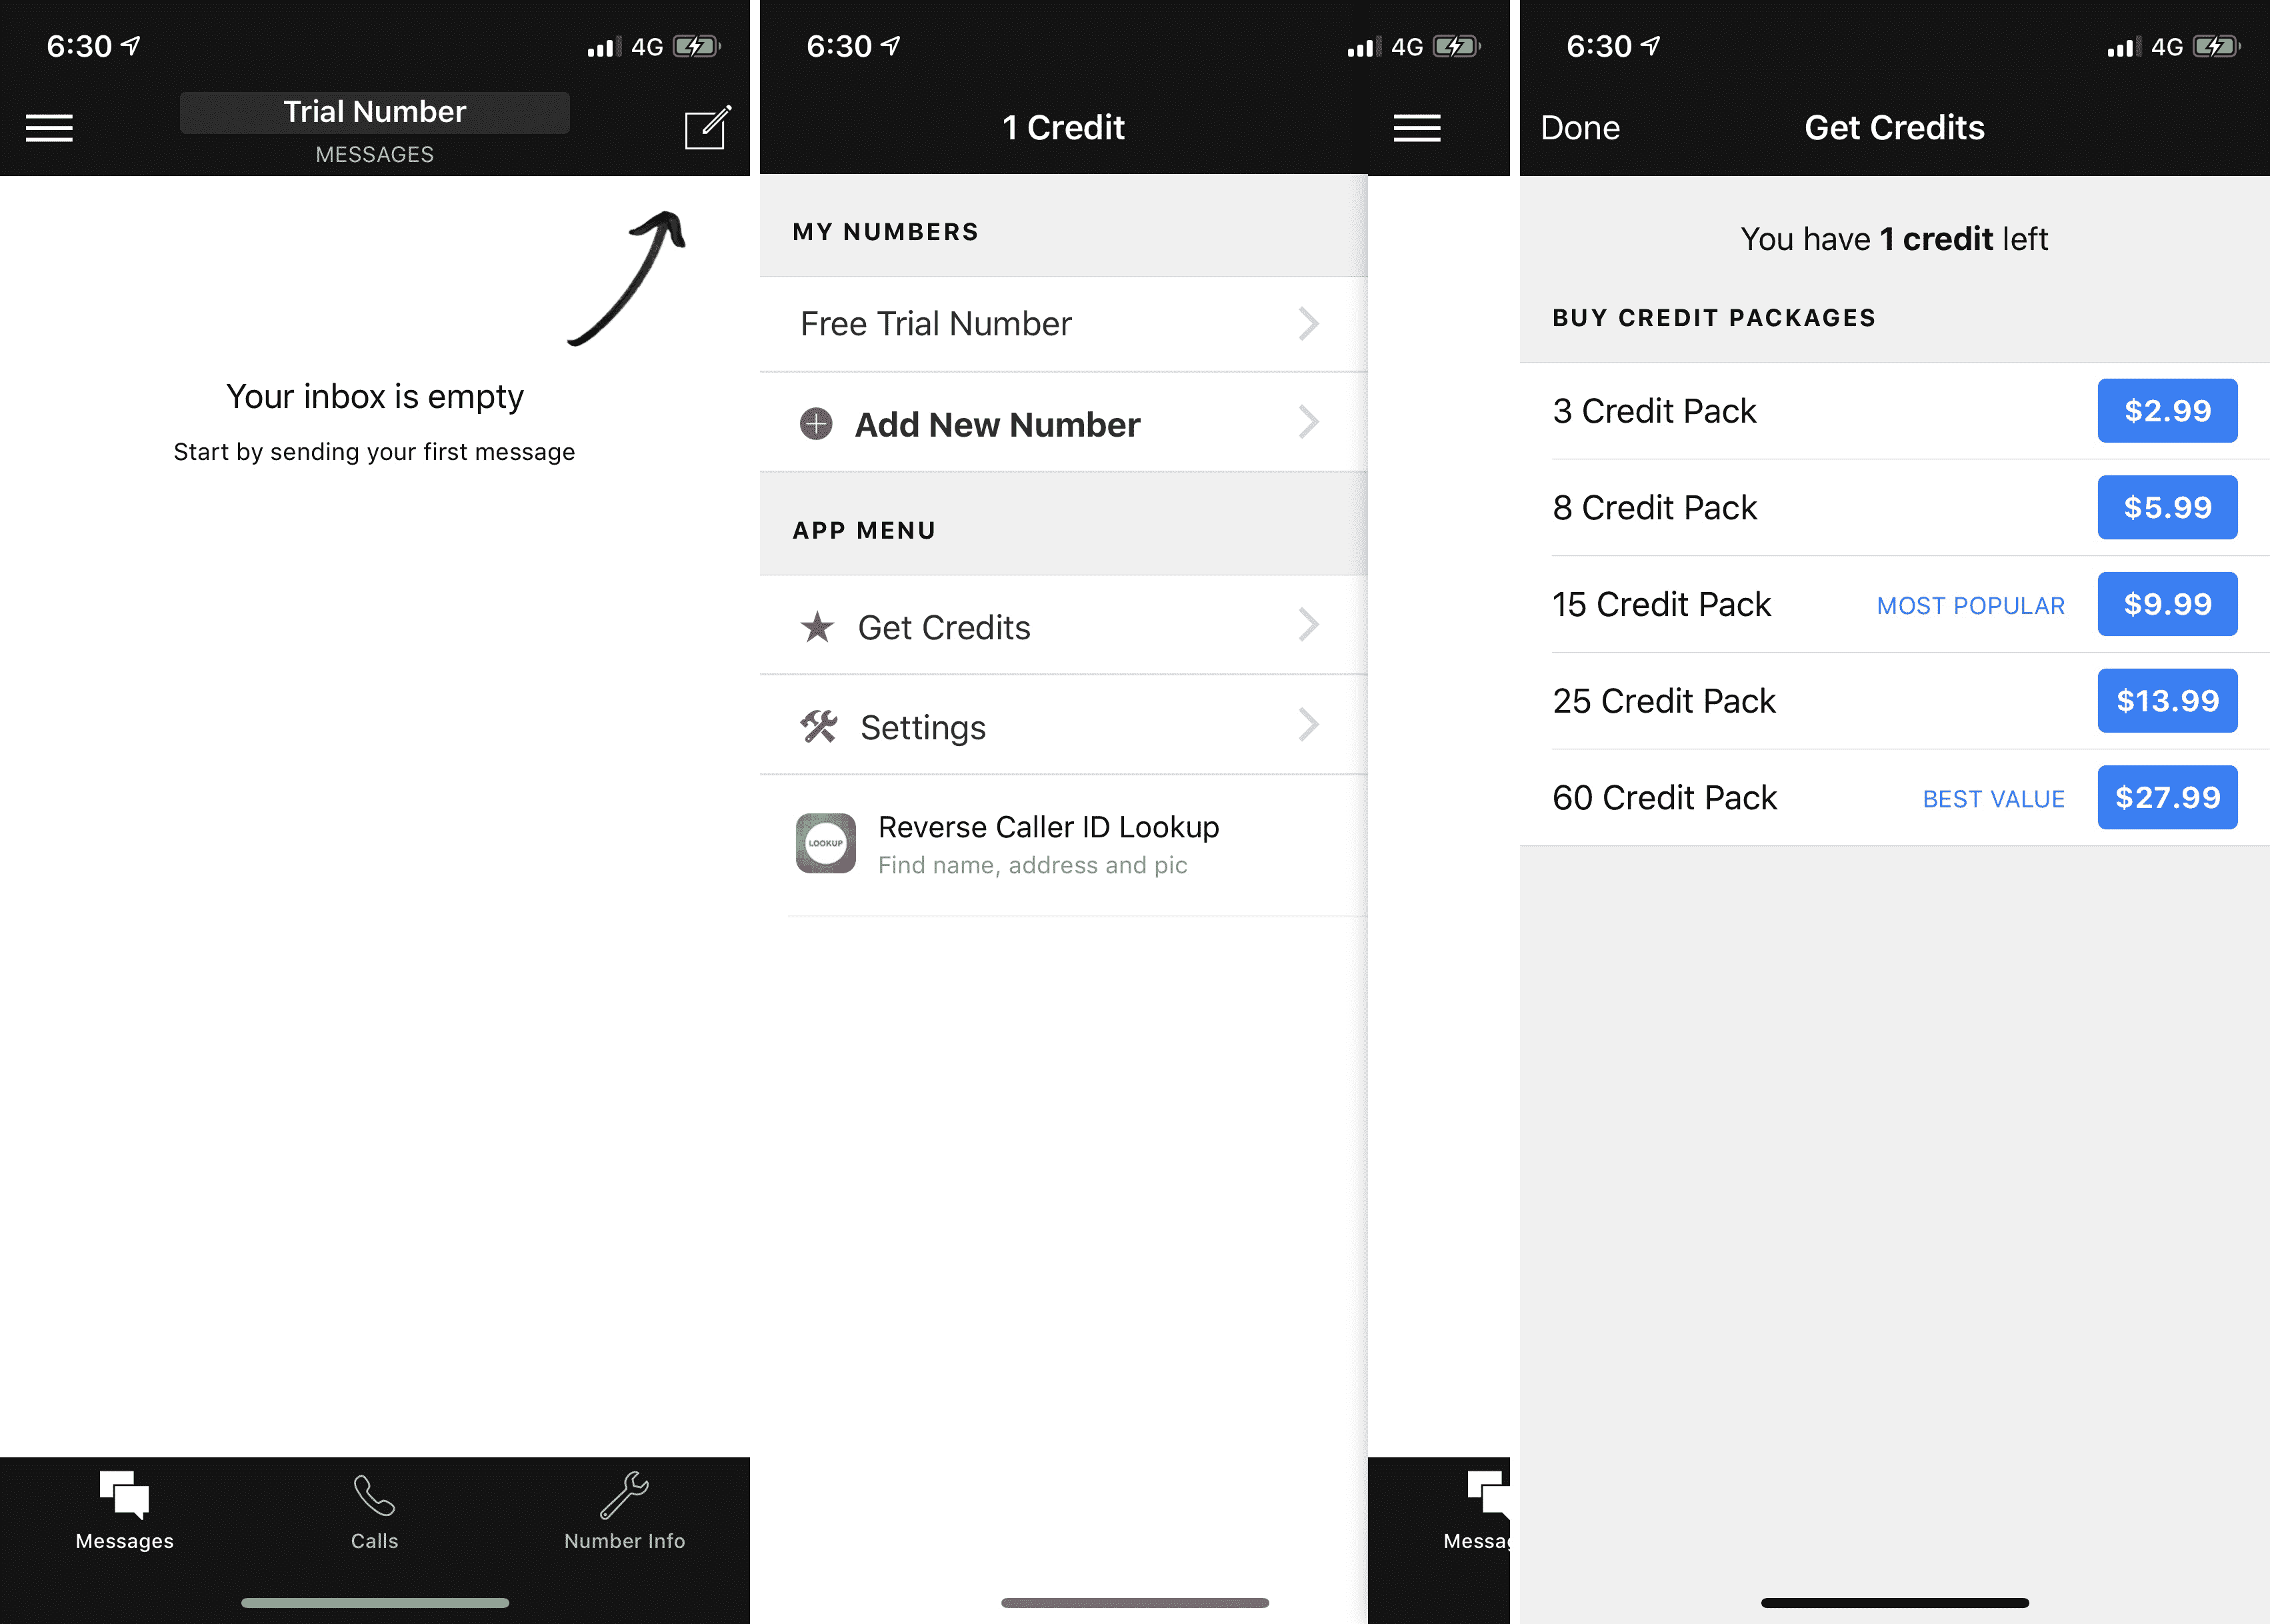 6:30
4G
Trial Number
MESSAGES
Your inbox is empty
Start by sending your first message
Messages
Calls
Number Info
6:30
4G
1 Credit
MY NUMBERS
Free Trial Number
Add New Number
APP MENU
Get Credits
Settings
LOOKUP
Reverse Caller ID Lookup
Find name, address and pic
Messag
6:30
4G
Done
Get Credits
You have 1 credit left
BUY CREDIT PACKAGES
3 Credit Pack $2.99
8 Credit Pack $5.99
15 Credit Pack MOST POPULAR $9.99
25 Credit Pack $13.99
60 Credit Pack BEST VALUE $27.99